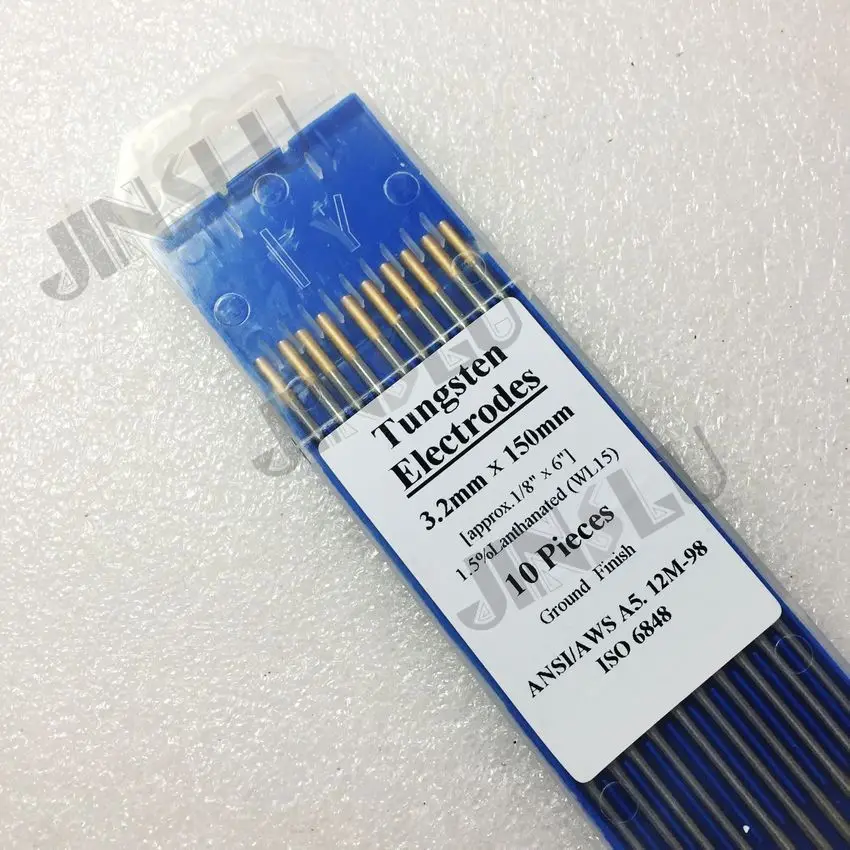 JINSLU
I Y
Tungsten
Electrodes
3.2mm x 150mm
[approx.1/8" x 6"]
1.5%Lanthanated (WL15)
10 Pieces
Ground Finish
ANSI/AWS A5. 12M-98
ISO 6848
JINSLU
JINSLU